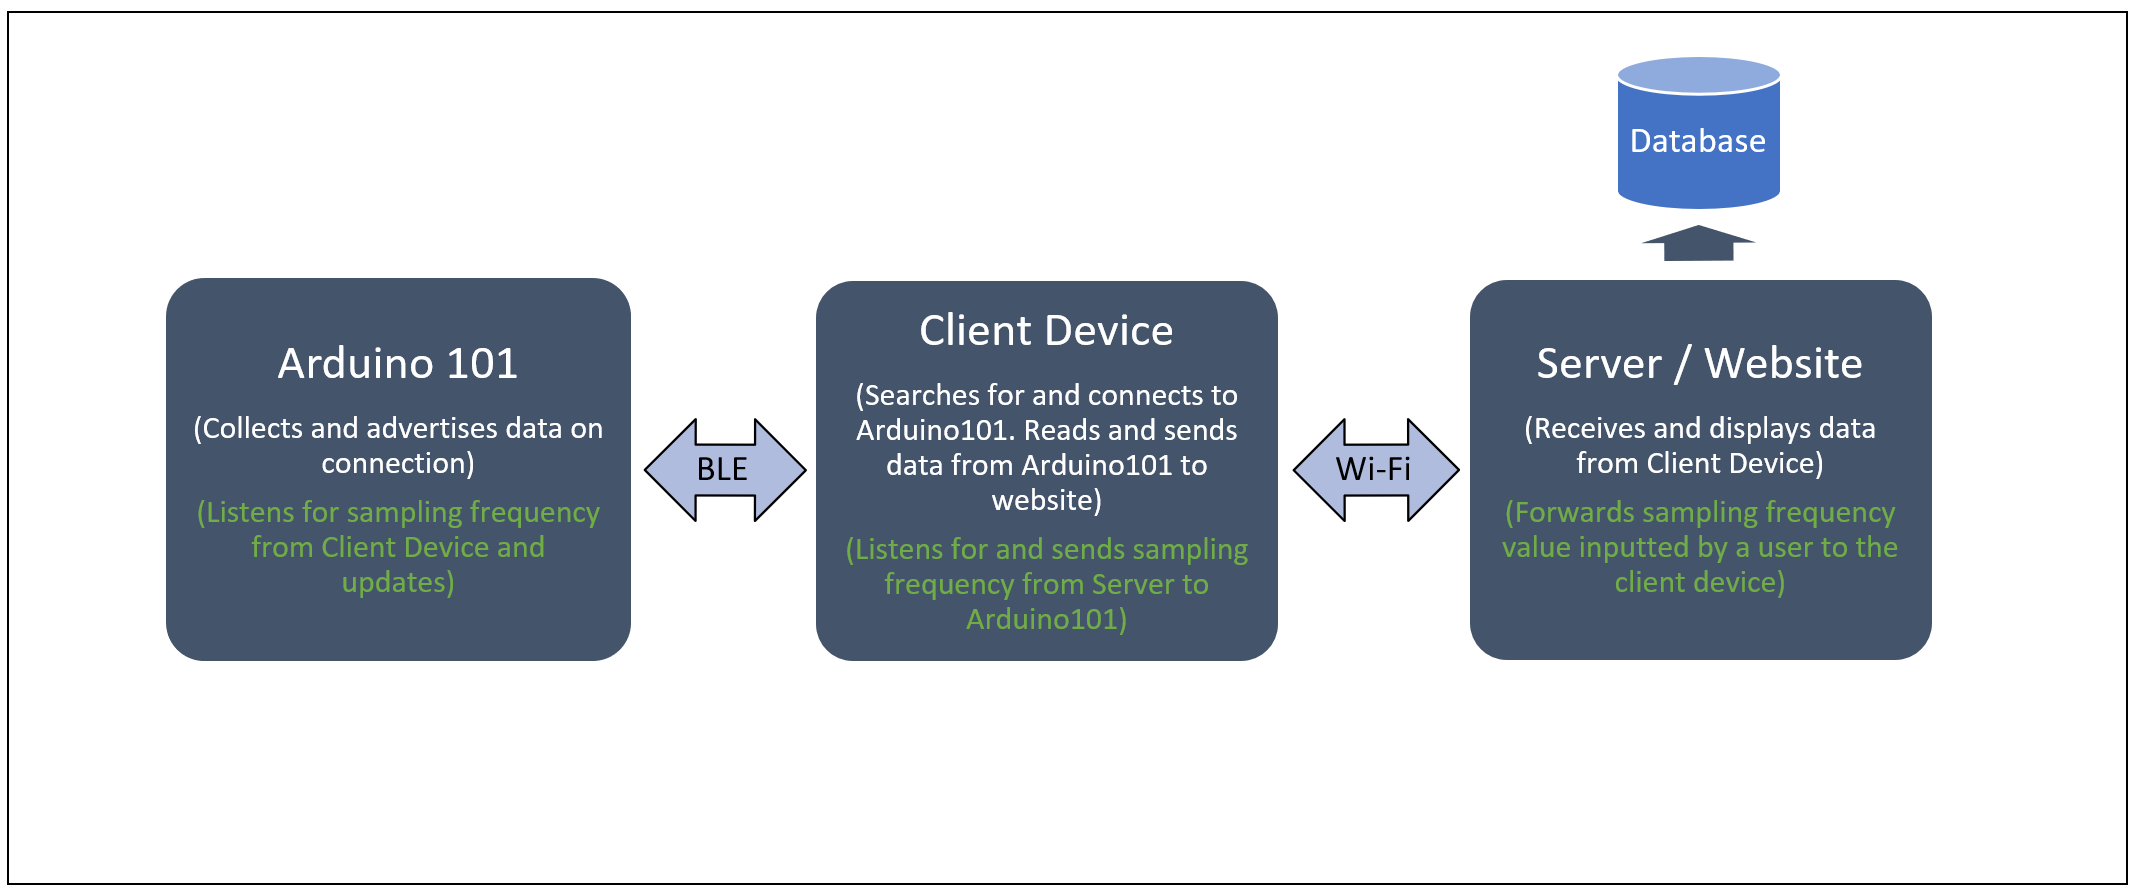 Database
Arduino 101
(Collects and advertises data on
connection)
(Listens for sampling frequency
from Client Device and
updates)
BLE
Client Device
(Searches for and connects to
Arduino101. Reads and sends
data from Arduino101 to
website)
(Listens for and sends sampling
frequency from Server to
Arduino101)
Wi-Fi
Server / Website
(Receives and displays data
from Client Device)
(Forwards sampling frequency
value inputted by a user to the
client device)